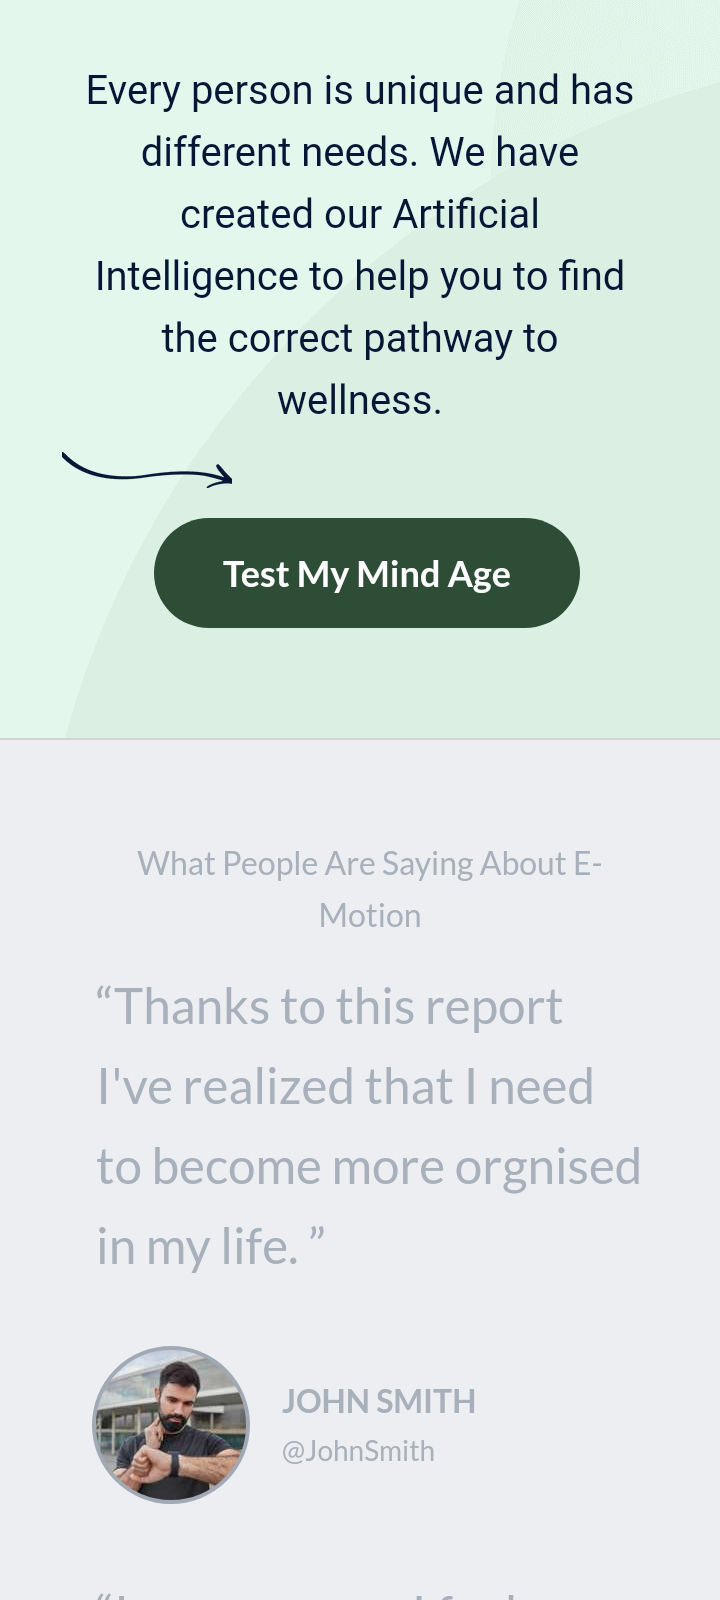 Every person is unique and has
different needs. We have
created our Artificial
Intelligence to help you to find
the correct pathway to
wellness.
Test My Mind Age
What People Are Saying About E-
Motion
“Thanks to this report
I've realized that I need
to become more orgnised
in my life. ”
JOHN SMITH
@JohnSmith